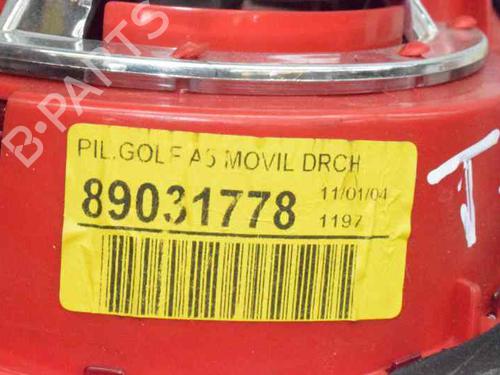 B-PARTS
PIL.GOLF A5 MOVIL DRCH
89031778
11/01/04
1197
T